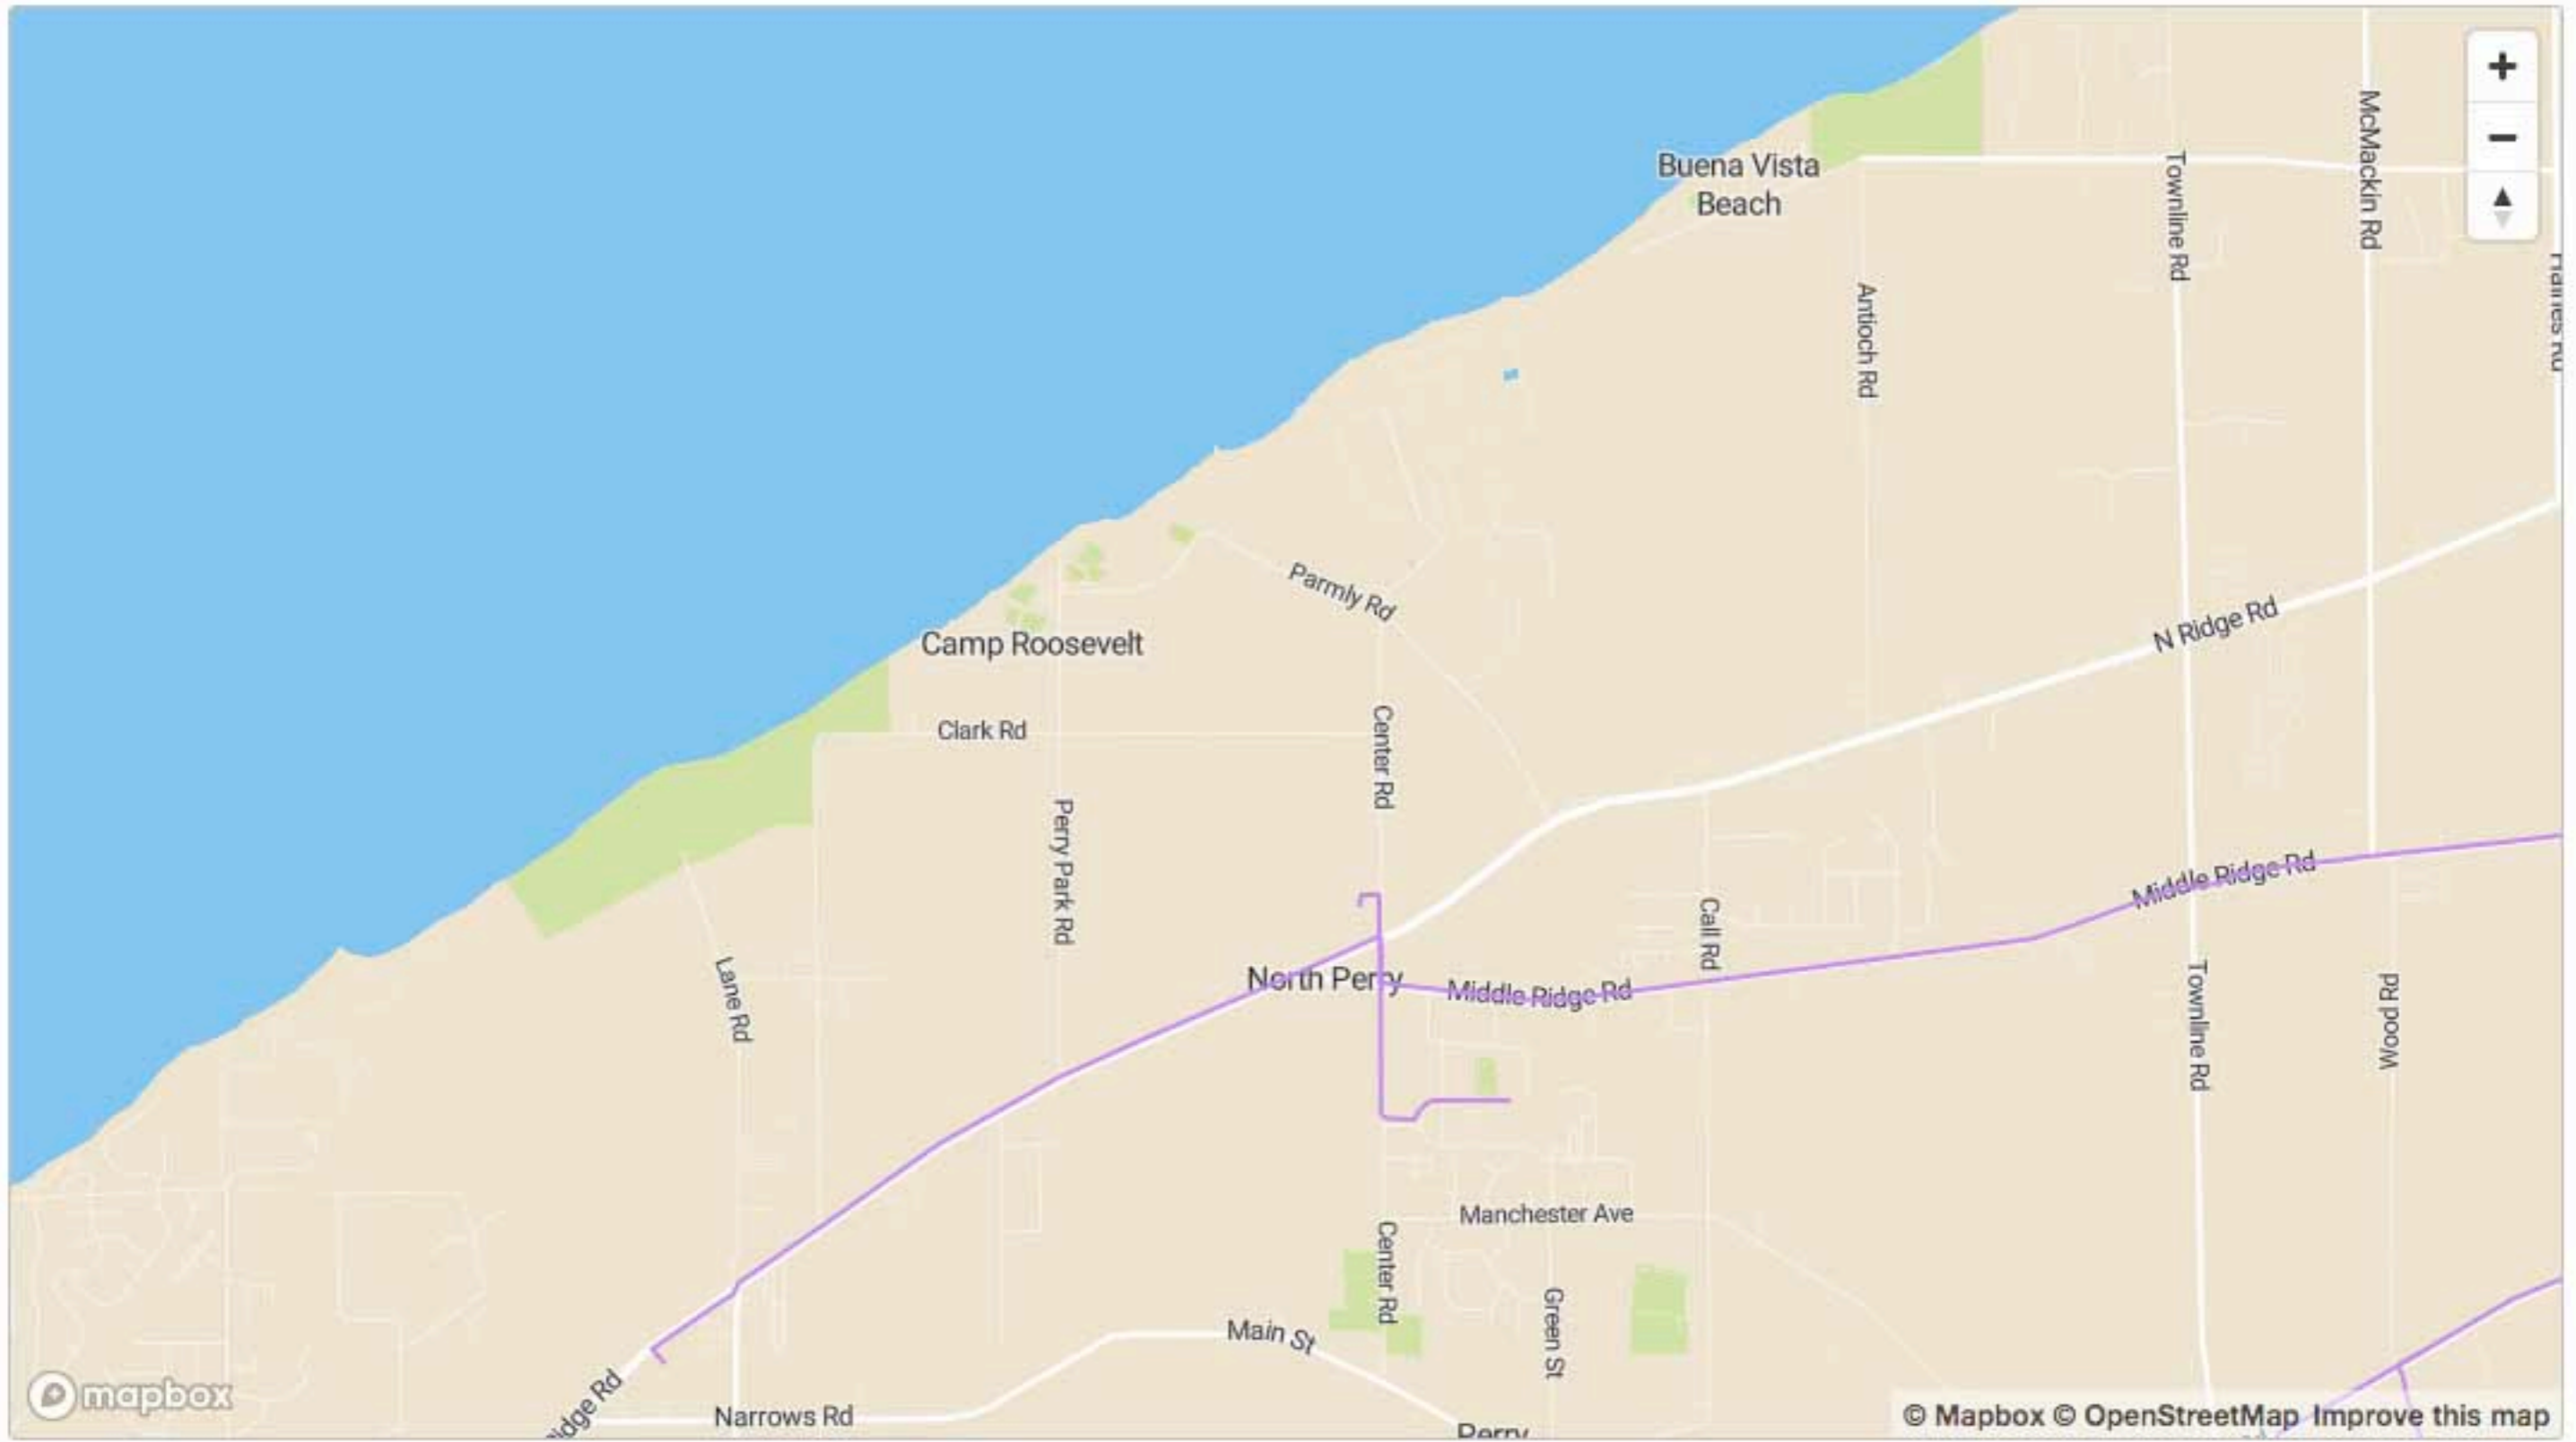 +
−
McMackin Rd
Townline Rd
Buena Vista
Beach
Antioch Rd
Parmly Rd
N Ridge Rd
Camp Roosevelt
Clark Rd
Center Rd
Perry Park Rd
Middle Ridge Rd
Call Rd
Lane Rd
North Perry
Middle Ridge Rd
Townline Rd
Wood Rd
Manchester Ave
Center Rd
Green St
Main St
Narrows Rd
Perry
mapbox
© Mapbox © OpenStreetMap Improve this map